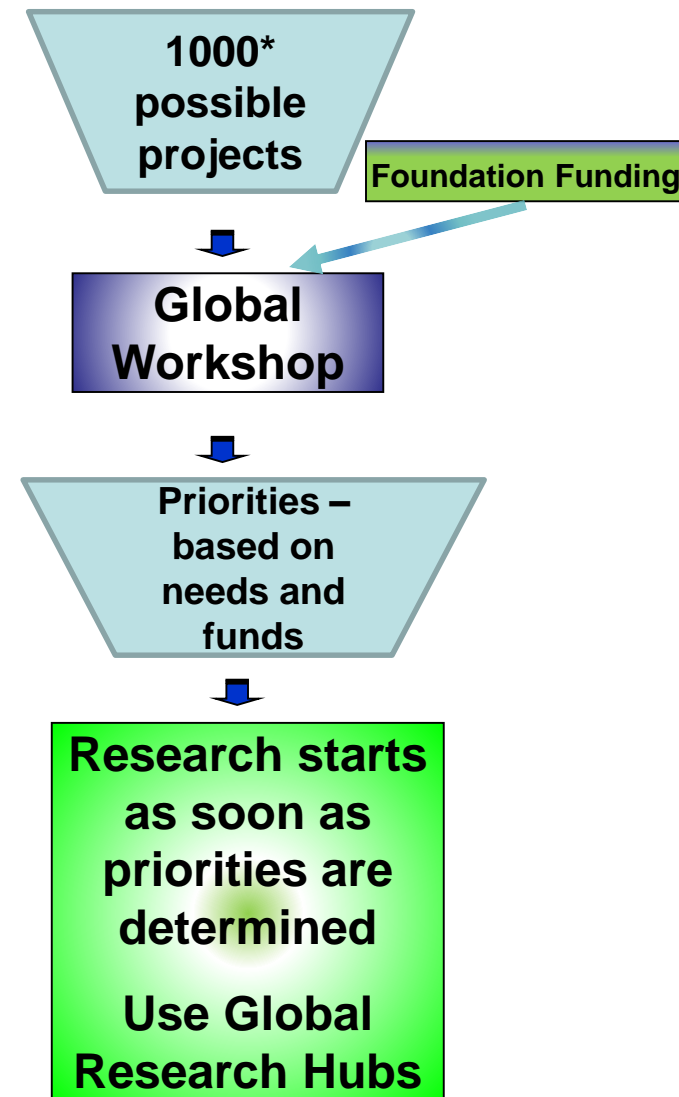 1000*
possible
projects
Foundation Funding
Global
Workshop
Priorities –
based on
needs and
funds
Research starts
as soon as
priorities are
determined
Use Global
Research Hubs